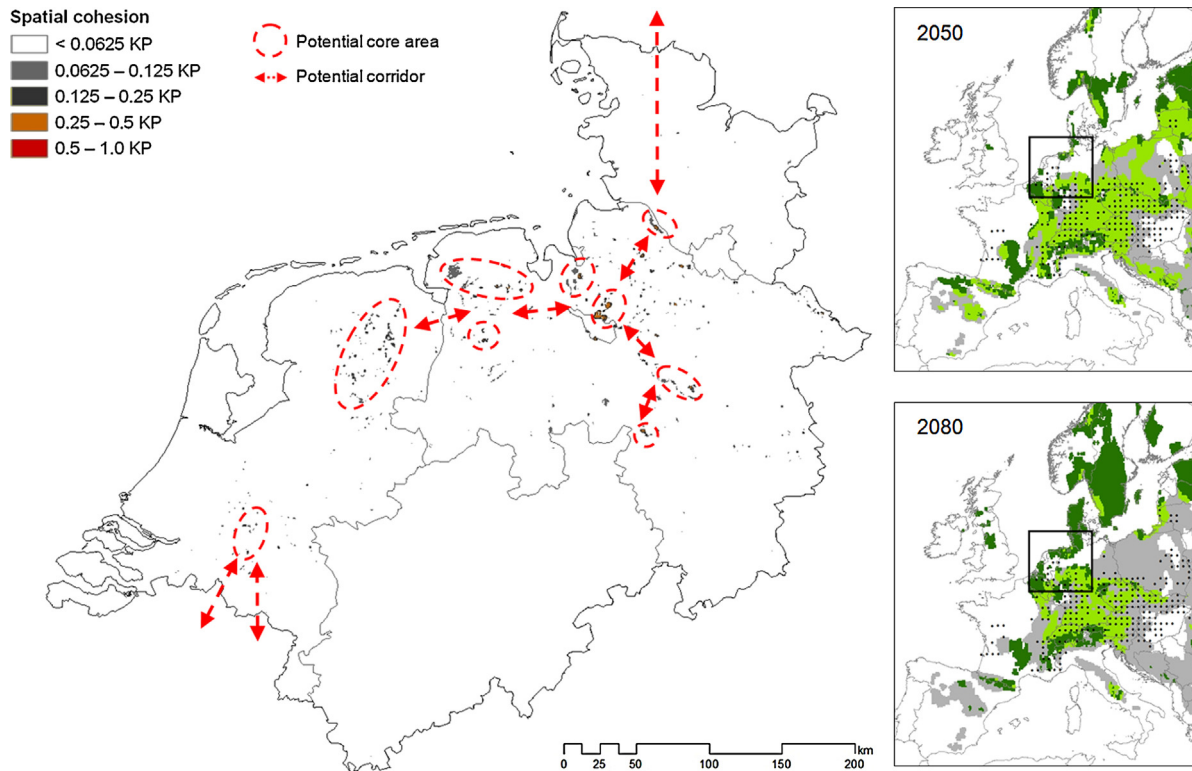 Spatial cohesion
< 0.0625 KP
0.0625 – 0.125 KP
0.125 – 0.25 KP
0.25 – 0.5 KP
0.5 – 1.0 KP
Potential core area
Potential corridor
2050
2080
km
0 25 50 100 150 200